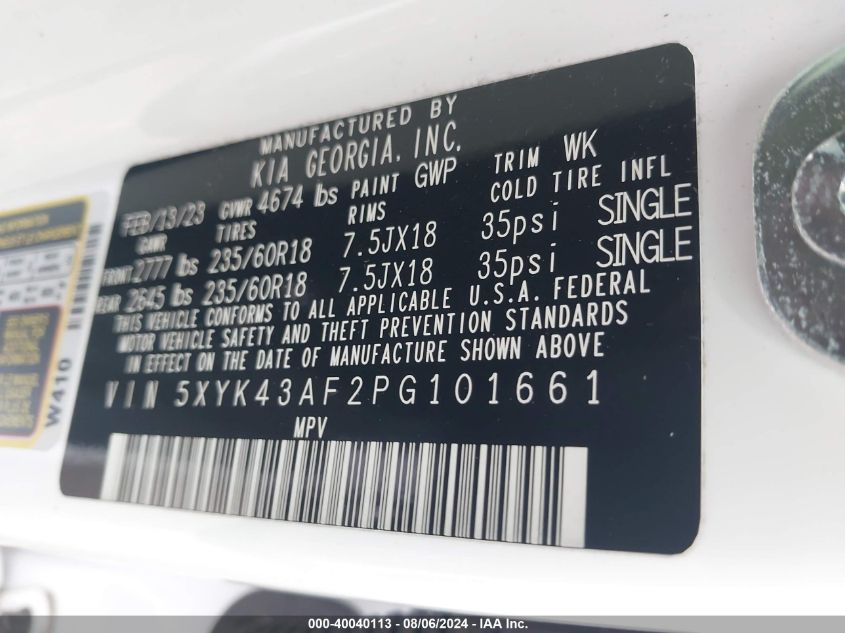 MANUFACTURED BY
KIA GEORGIA, INC.
FEB/13/23 GVWR 4674 lbs PAINT GWP TRIM WK
GAWR TIRES RIMS COLD TIRE INFL
FRONT 2777 lbs 235/60R18 7.5JX18 35psi SINGLE
REAR 2645 lbs 235/60R18 7.5JX18 35psi SINGLE
THIS VEHICLE CONFORMS TO ALL APPLICABLE U.S.A. FEDERAL
MOTOR VEHICLE SAFETY AND THEFT PREVENTION STANDARDS
IN EFFECT ON THE DATE OF MANUFACTURE SHOWN ABOVE
VIN 5XYK43AF2PG101661
MPV
W410
000-40040113 - 08/06/2024 - IAA Inc.